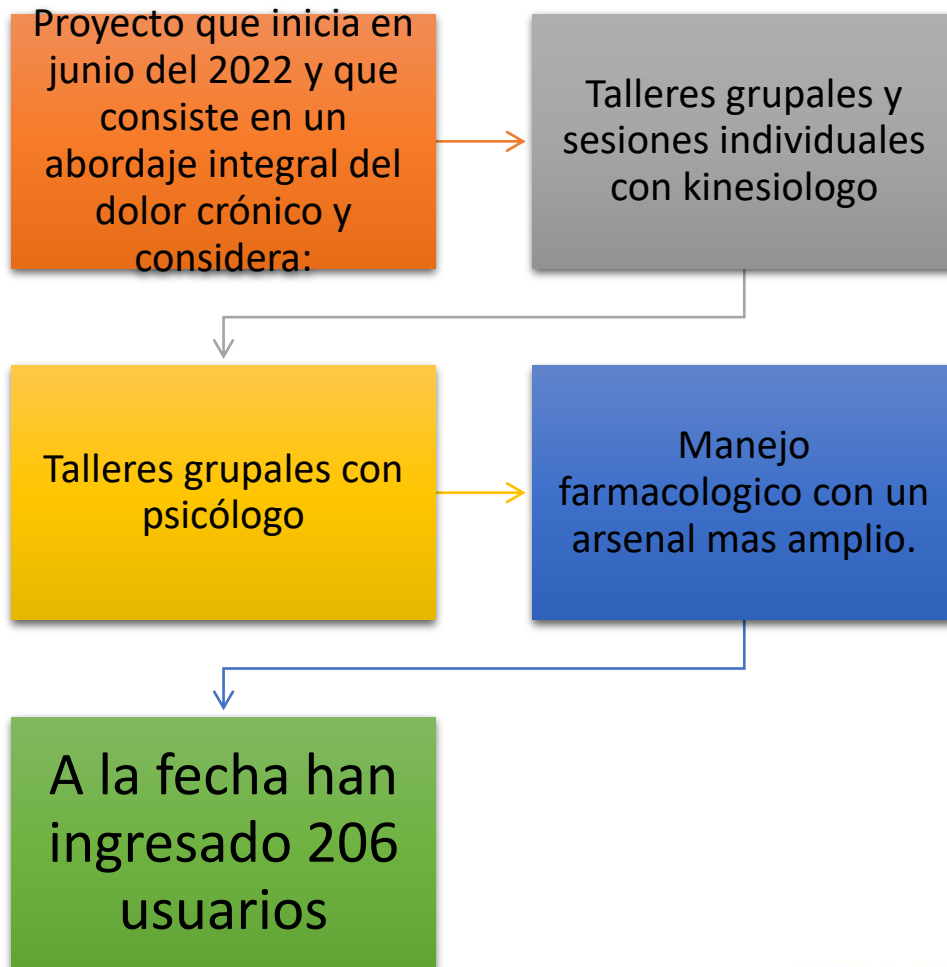 Proyecto que inicia en
junio del 2022 y que
consiste en un
abordaje integral del
dolor crónico y
considera:
Talleres grupales y
sesiones individuales
con kinesiologo
Talleres grupales con
psicólogo
Manejo
farmacologico con un
arsenal mas amplio.
A la fecha han
ingresado 206
usuarios